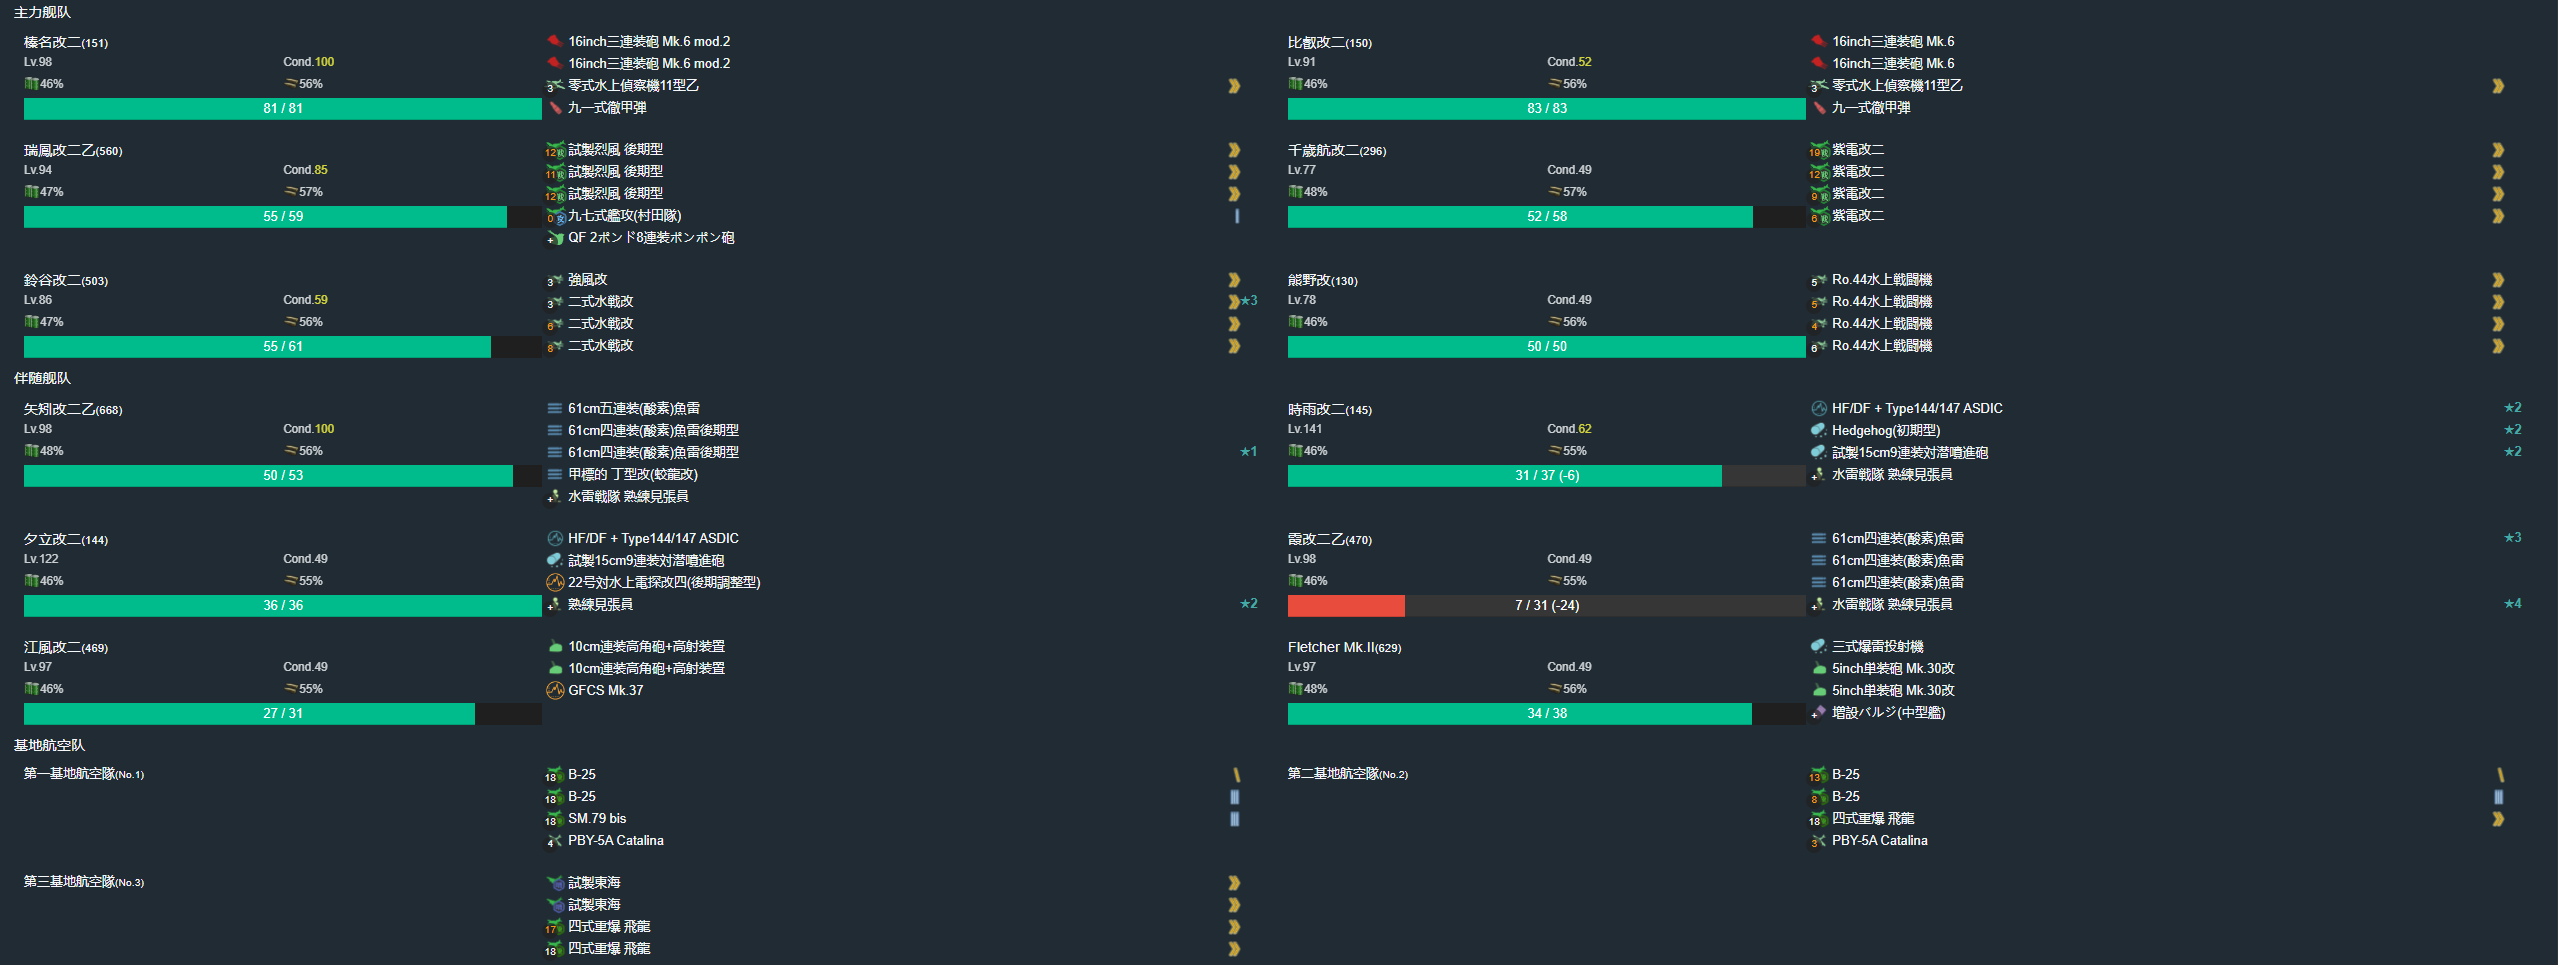 主力舰队
榛名改二(151)
Lv.98 Cond.100
46% 56%
81 / 81
16inch三連装砲 Mk.6 mod.2
16inch三連装砲 Mk.6 mod.2
3 零式水上偵察機11型乙
九一式徹甲弾
比叡改二(150)
Lv.91 Cond.52
46% 56%
83 / 83
16inch三連装砲 Mk.6
16inch三連装砲 Mk.6
3 零式水上偵察機11型乙
九一式徹甲弾
瑞鳳改二乙(560)
Lv.94 Cond.85
47% 57%
55 / 59
12 試製烈風 後期型
11 試製烈風 後期型
12 試製烈風 後期型
0 九七式艦攻(村田隊)
+ QF 2ポンド8連装ポンポン砲
千歳航改二(296)
Lv.77 Cond.49
48% 57%
52 / 58
19 紫電改二
12 紫電改二
9 紫電改二
6 紫電改二
鈴谷改二(503)
Lv.86 Cond.59
47% 56%
55 / 61
3 強風改
3 二式水戦改 ★3
6 二式水戦改
8 二式水戦改
熊野改(130)
Lv.78 Cond.49
46% 56%
50 / 50
5 Ro.44水上戦闘機
5 Ro.44水上戦闘機
4 Ro.44水上戦闘機
6 Ro.44水上戦闘機
伴随舰队
矢矧改二乙(668)
Lv.98 Cond.100
48% 56%
50 / 53
61cm五連装(酸素)魚雷
61cm四連装(酸素)魚雷後期型
61cm四連装(酸素)魚雷後期型 ★1
甲標的 丁型改(蛟龍改)
+ 水雷戦隊 熟練見張員
時雨改二(145)
Lv.141 Cond.62
46% 55%
31 / 37 (-6)
HF/DF + Type144/147 ASDIC ★2
Hedgehog(初期型) ★2
試製15cm9連装対潜噴進砲 ★2
+ 水雷戦隊 熟練見張員
夕立改二(144)
Lv.122 Cond.49
46% 55%
36 / 36
HF/DF + Type144/147 ASDIC
試製15cm9連装対潜噴進砲
22号対水上電探改四(後期調整型)
+ 熟練見張員 ★2
霞改二乙(470)
Lv.98 Cond.49
46% 55%
7 / 31 (-24)
61cm四連装(酸素)魚雷 ★3
61cm四連装(酸素)魚雷
61cm四連装(酸素)魚雷
+ 水雷戦隊 熟練見張員 ★4
江風改二(469)
Lv.97 Cond.49
46% 55%
27 / 31
10cm連装高角砲+高射装置
10cm連装高角砲+高射装置
GFCS Mk.37
Fletcher Mk.II(629)
Lv.97 Cond.49
48% 56%
34 / 38
三式爆雷投射機
5inch単装砲 Mk.30改
5inch単装砲 Mk.30改
+ 増設バルジ(中型艦)
基地航空队
第一基地航空隊(No.1)
18 B-25
18 B-25
18 SM.79 bis
4 PBY-5A Catalina
第二基地航空隊(No.2)
13 B-25
8 B-25
18 四式重爆 飛龍
3 PBY-5A Catalina
第三基地航空隊(No.3)
試製東海
試製東海
17 四式重爆 飛龍
18 四式重爆 飛龍